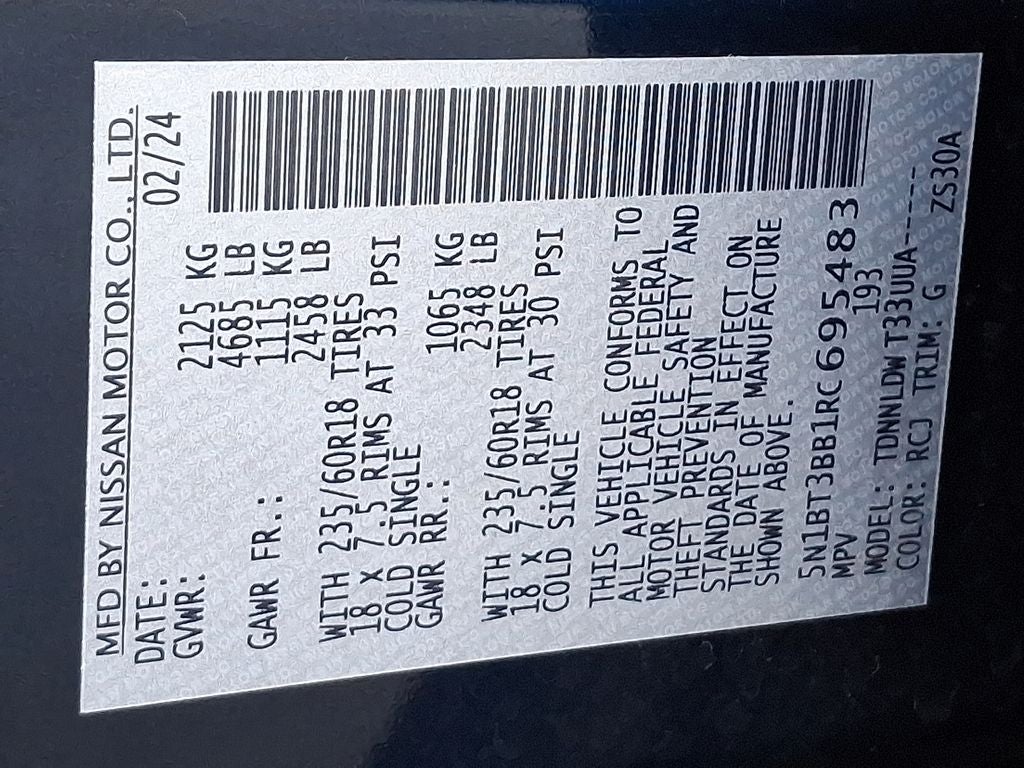 MFD BY NISSAN MOTOR CO., LTD.
DATE: 02/24
GVWR: 2125 KG
4685 LB
GAWR FR.: 1115 KG
2458 LB
WITH 235/60R18 TIRES
18 X 7.5 RIMS AT 33 PSI
COLD SINGLE
GAWR RR.: 1065 KG
2348 LB
WITH 235/60R18 TIRES
18 X 7.5 RIMS AT 30 PSI
COLD SINGLE
THIS VEHICLE CONFORMS TO
ALL APPLICABLE FEDERAL
MOTOR VEHICLE SAFETY AND
THEFT PREVENTION
STANDARDS IN EFFECT ON
THE DATE OF MANUFACTURE
SHOWN ABOVE.
5N1BT3BB1RC695483
MPV 193
MODEL: TDNNLDW T33UUA-----
COLOR: RCJ TRIM: G ZS30A